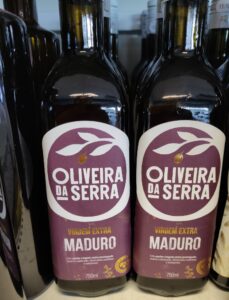 OLIVEIRA
DA SERRA
VIRGEM EXTRA
MADURO
750ml
OLIVEIRA
DA SERRA
VIRGEM EXTRA
MADURO
750ml